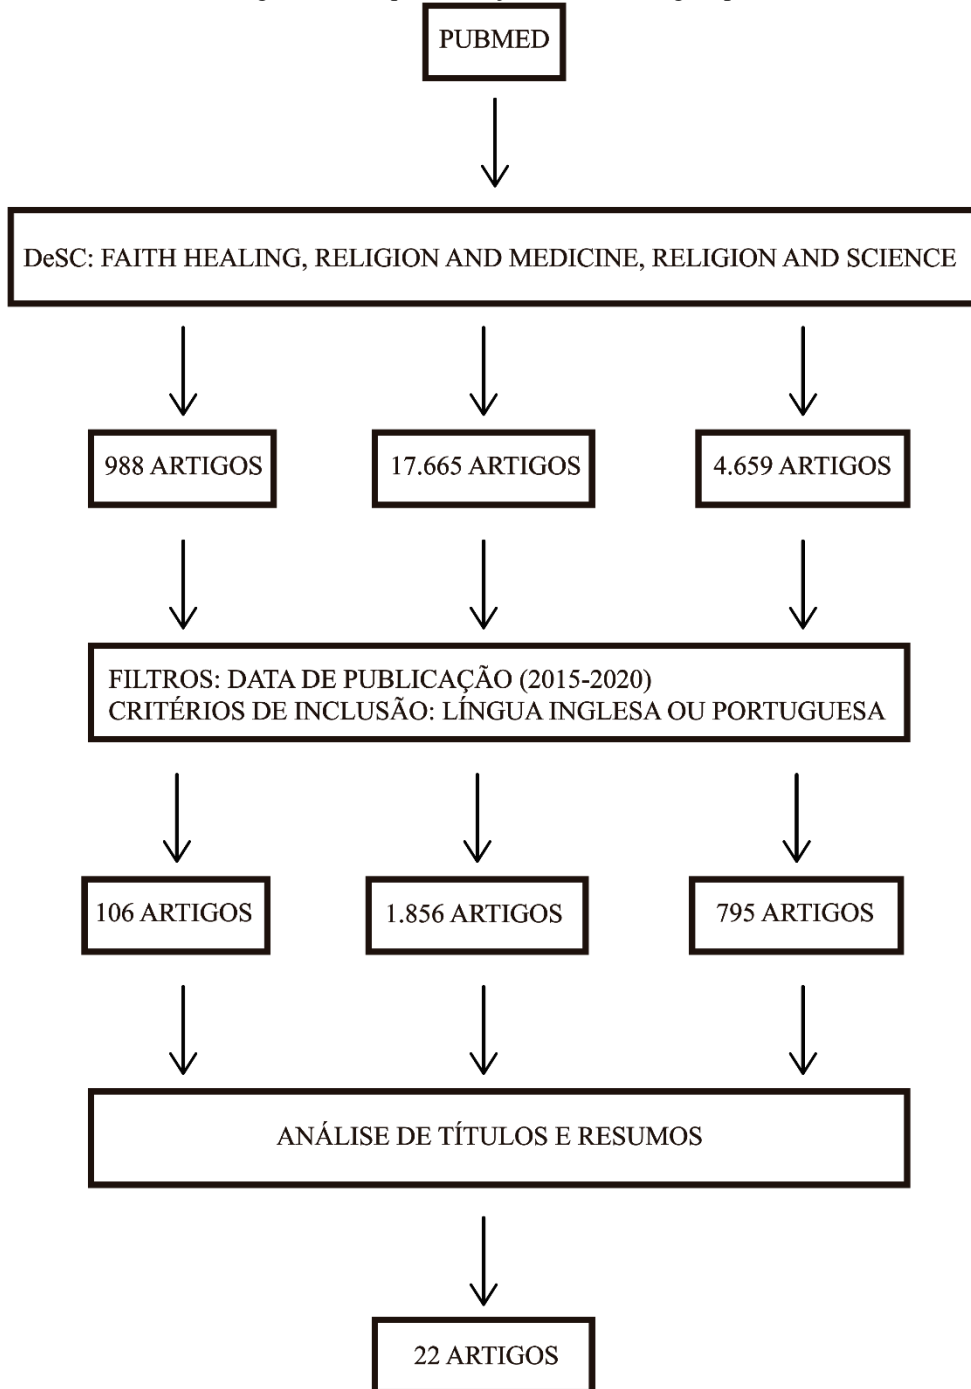 PUBMED
DeSC: FAITH HEALING, RELIGION AND MEDICINE, RELIGION AND SCIENCE
988 ARTIGOS
17.665 ARTIGOS
4.659 ARTIGOS
FILTROS: DATA DE PUBLICAÇÃO (2015-2020)
CRITÉRIOS DE INCLUSÃO: LÍNGUA INGLESA OU PORTUGUESA
106 ARTIGOS
1.856 ARTIGOS
795 ARTIGOS
ANÁLISE DE TÍTULOS E RESUMOS
22 ARTIGOS